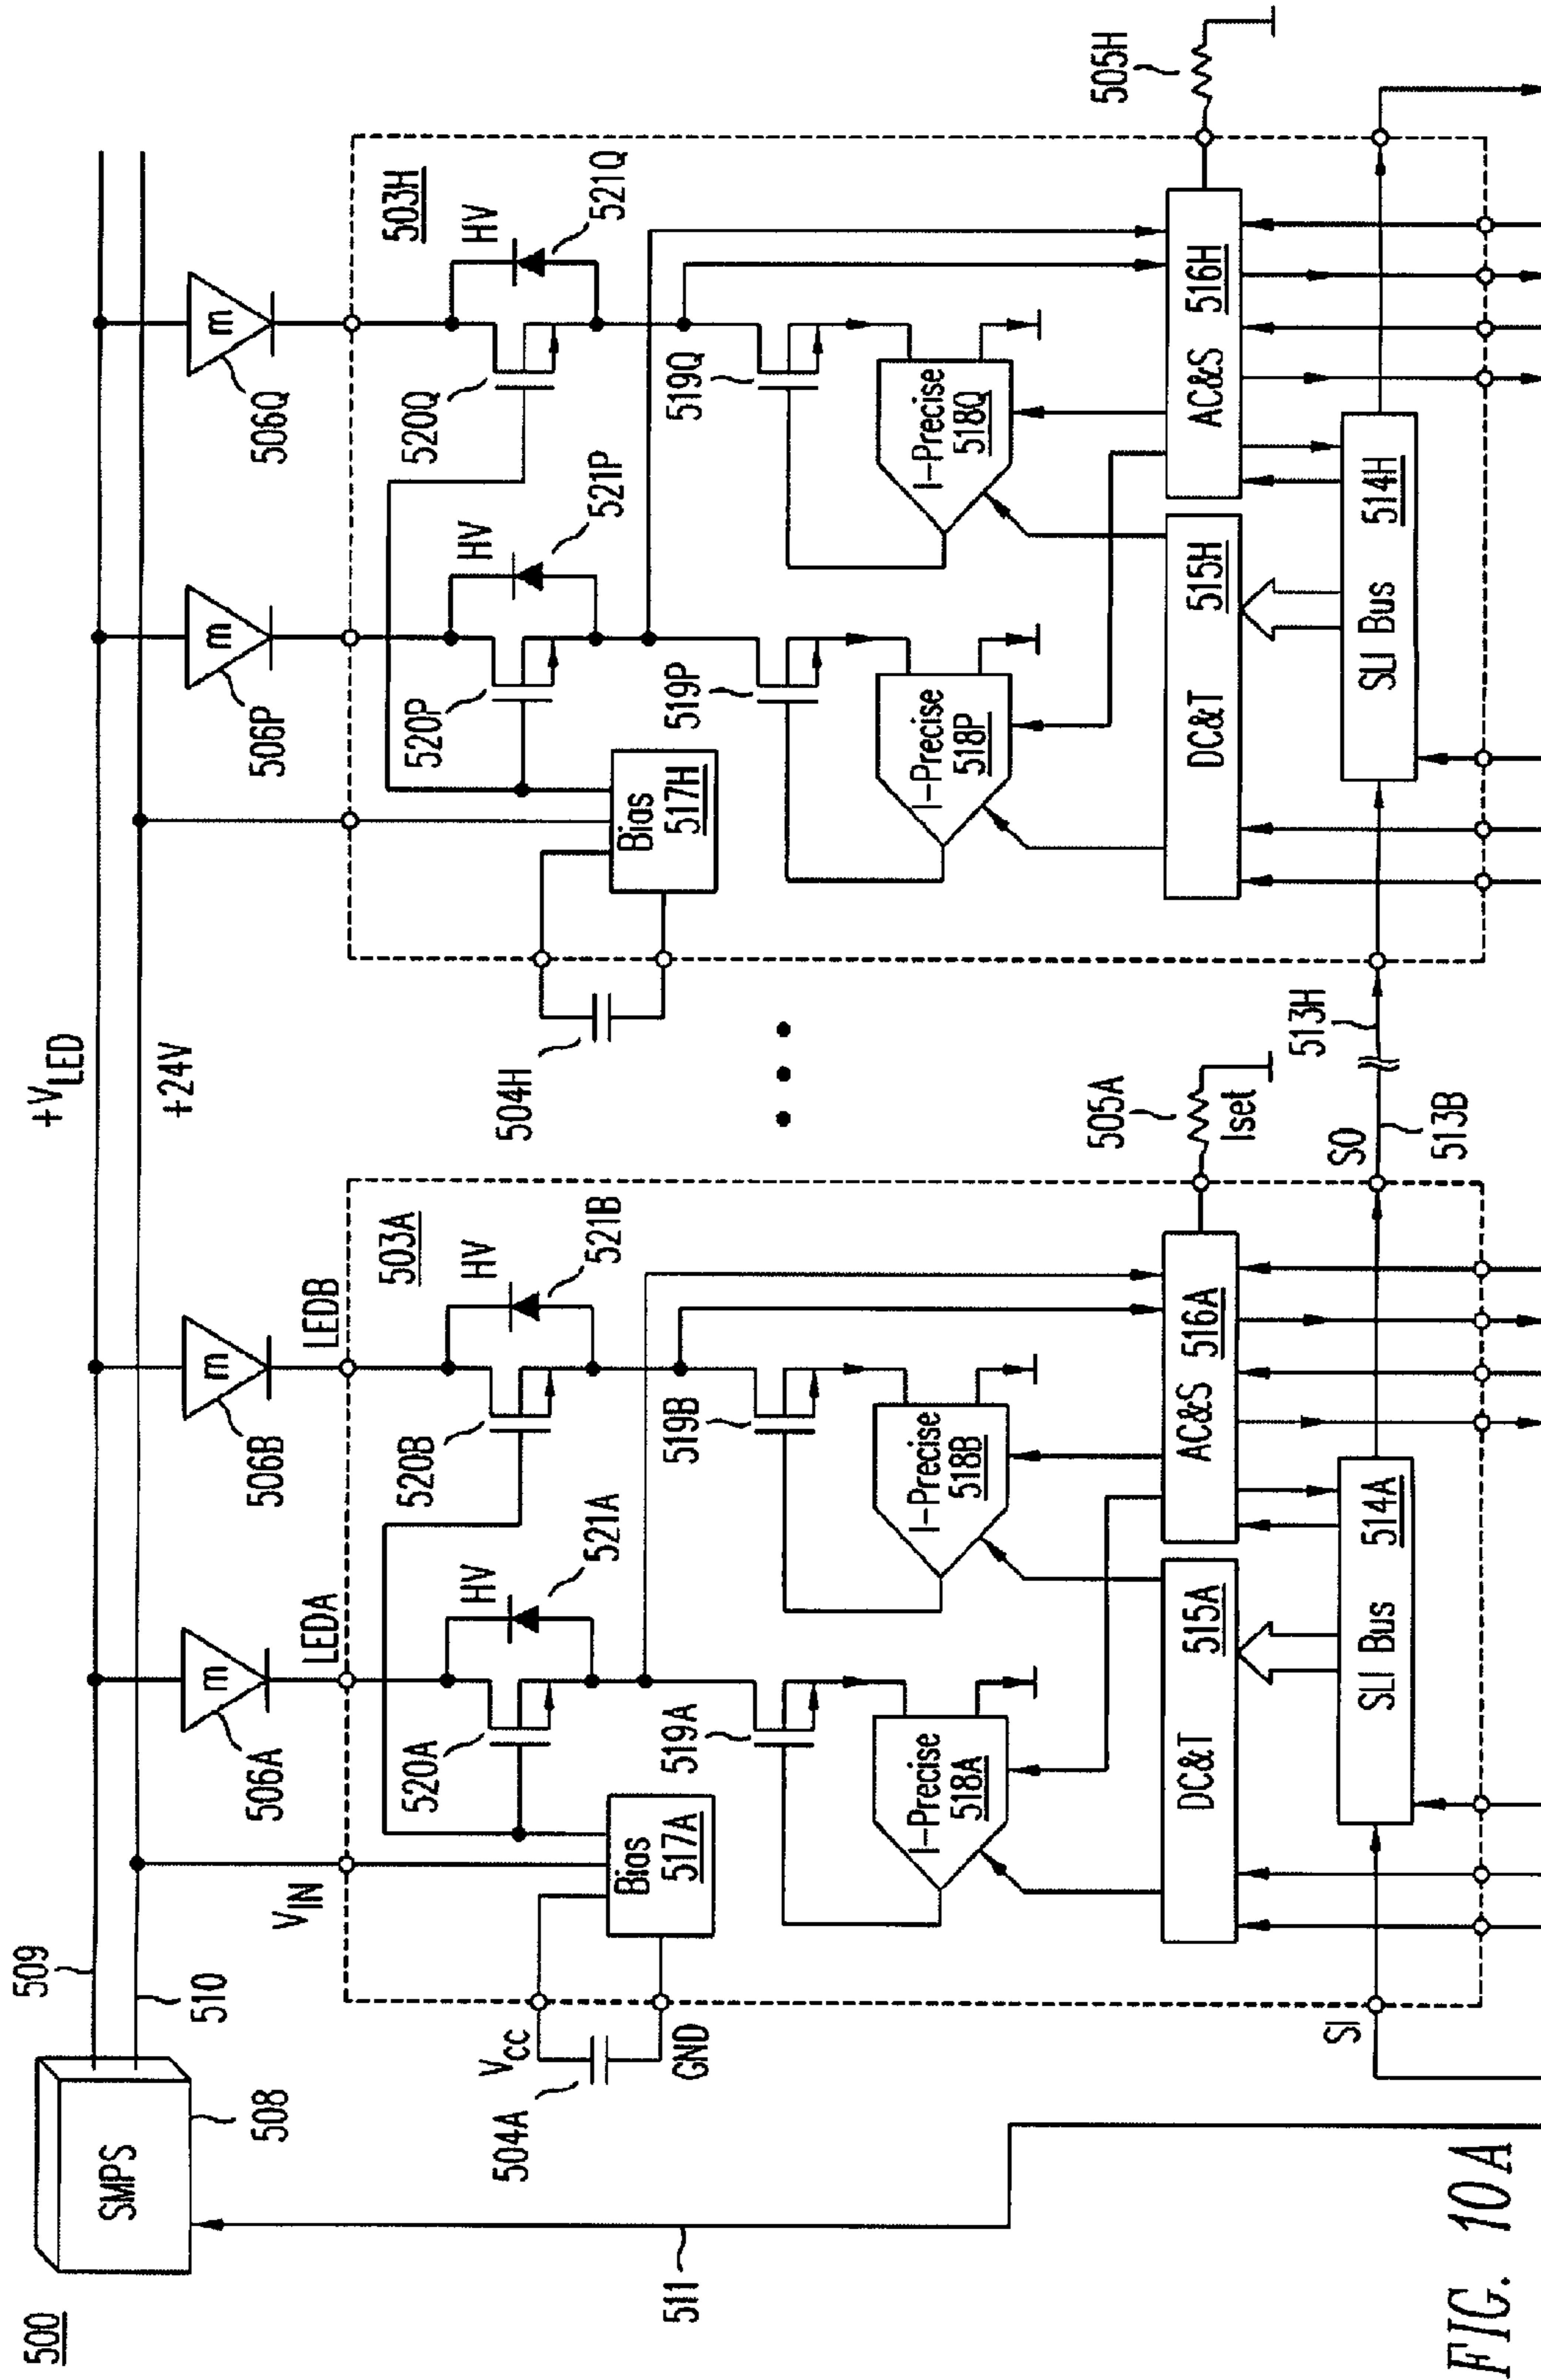 500
SMPS
508
509
510
511
+V_LED
+24V
V_IN
LEDA
LEDB
506A
m
506B
m
506P
m
506Q
m
503A
503H
V_CC
504A
GND
504H
Bias
517A
Bias
517H
520A
HV
521A
520B
HV
521B
520P
HV
521P
520Q
HV
521Q
519A
519B
519P
519Q
I-Precise
518A
I-Precise
518B
I-Precise
518P
I-Precise
518Q
DC&T
515A
AC&S
516A
505A
Iset
DC&T
515H
AC&S
516H
505H
SI
SLI Bus
514A
SO
513B
513H
SLI Bus
514H
FIG. 10A